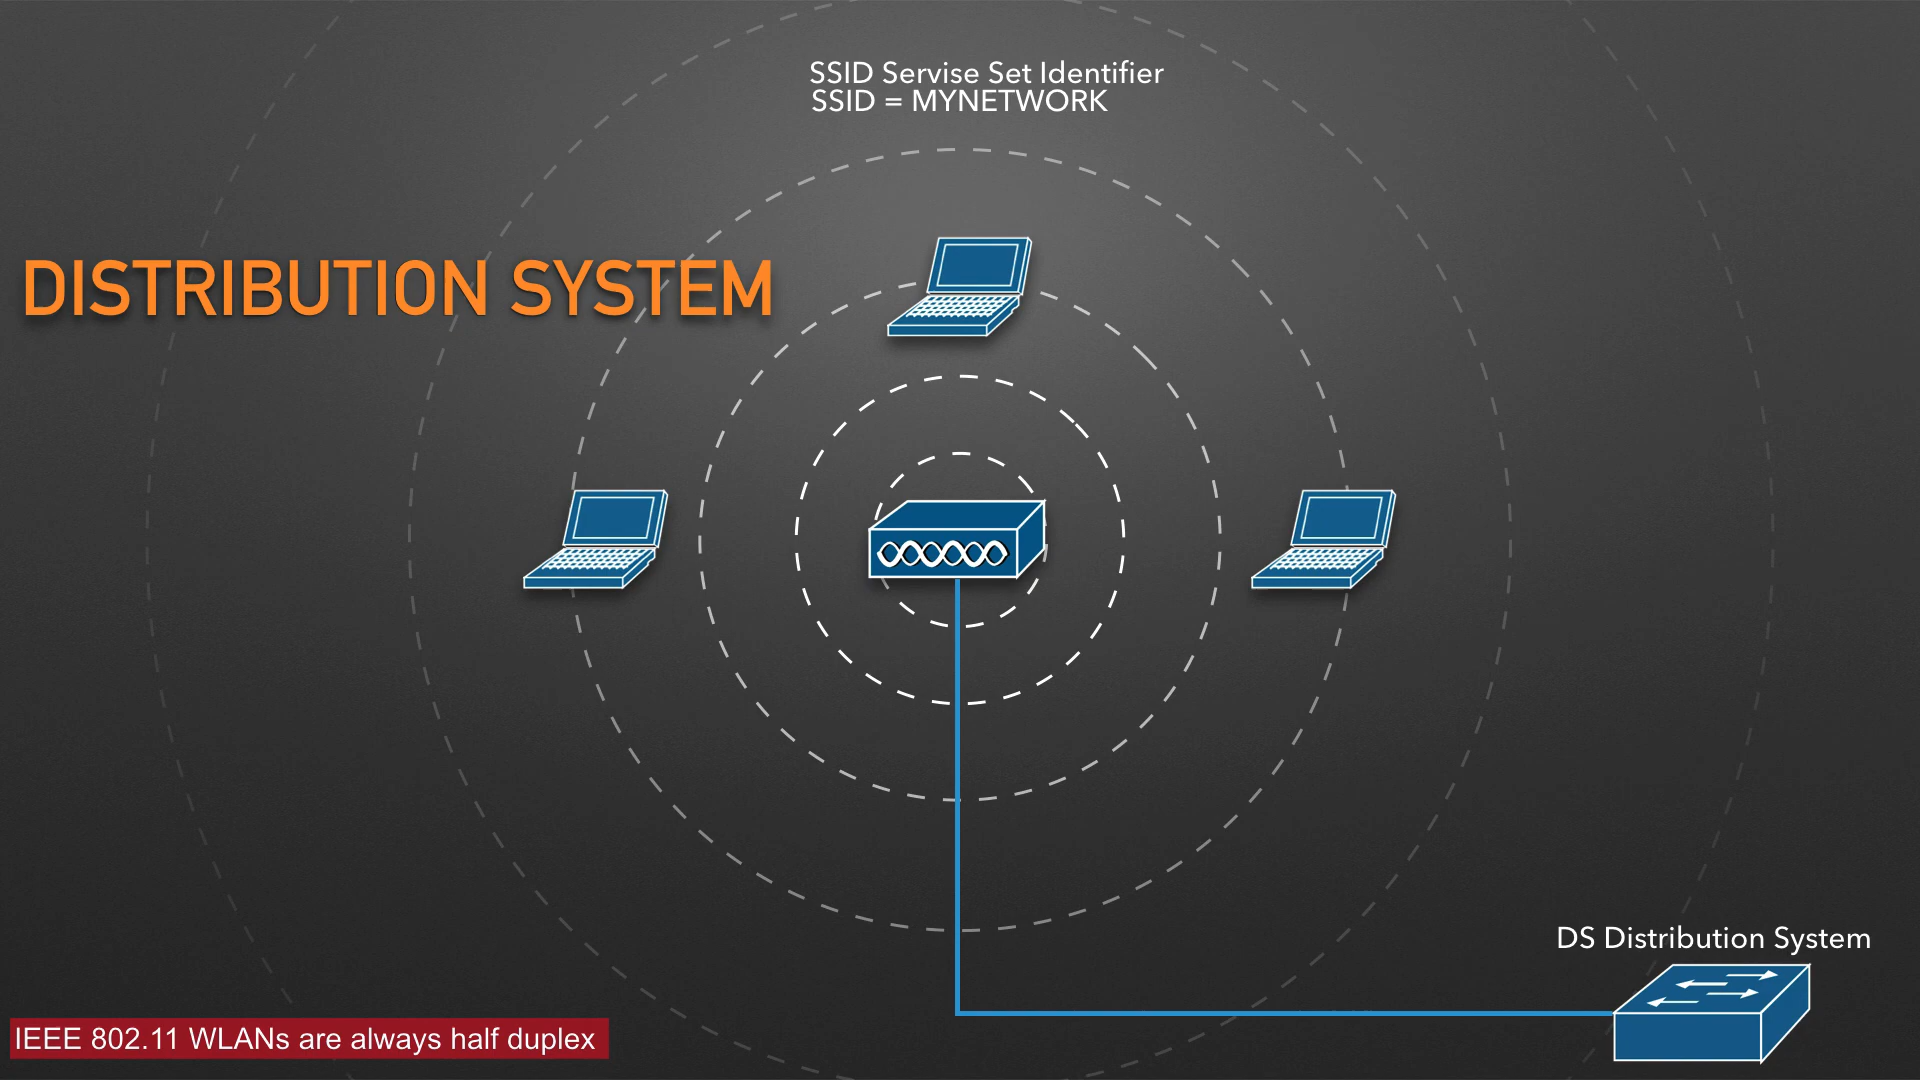 SSID Servise Set Identifier
SSID = MYNETWORK
DISTRIBUTION SYSTEM
DS Distribution System
IEEE 802.11 WLANs are always half duplex